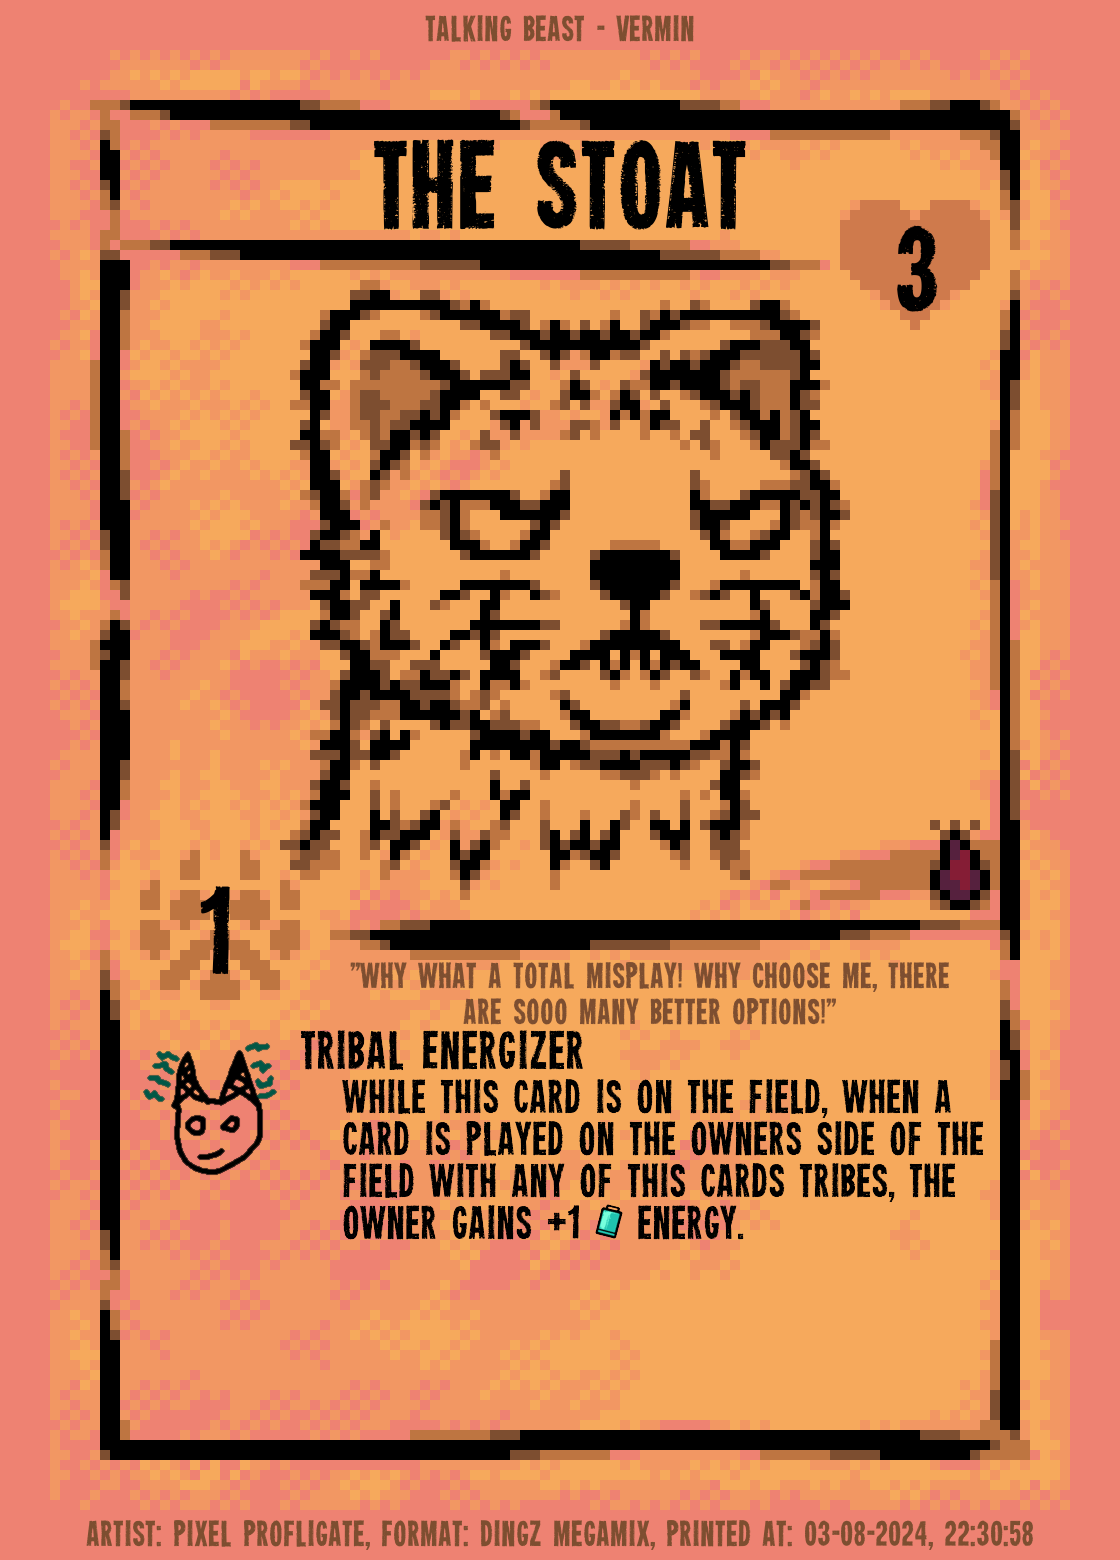 TALKING BEAST - VERMIN
THE STOAT
3
1
"WHY WHAT A TOTAL MISPLAY! WHY CHOOSE ME, THERE
ARE SOOO MANY BETTER OPTIONS!"
TRIBAL ENERGIZER
WHILE THIS CARD IS ON THE FIELD, WHEN A
CARD IS PLAYED ON THE OWNERS SIDE OF THE
FIELD WITH ANY OF THIS CARDS TRIBES, THE
OWNER GAINS +1 ENERGY.
ARTIST: PIXEL PROFLIGATE, FORMAT: DINGZ MEGAMIX, PRINTED AT: 03-08-2024, 22:30:58